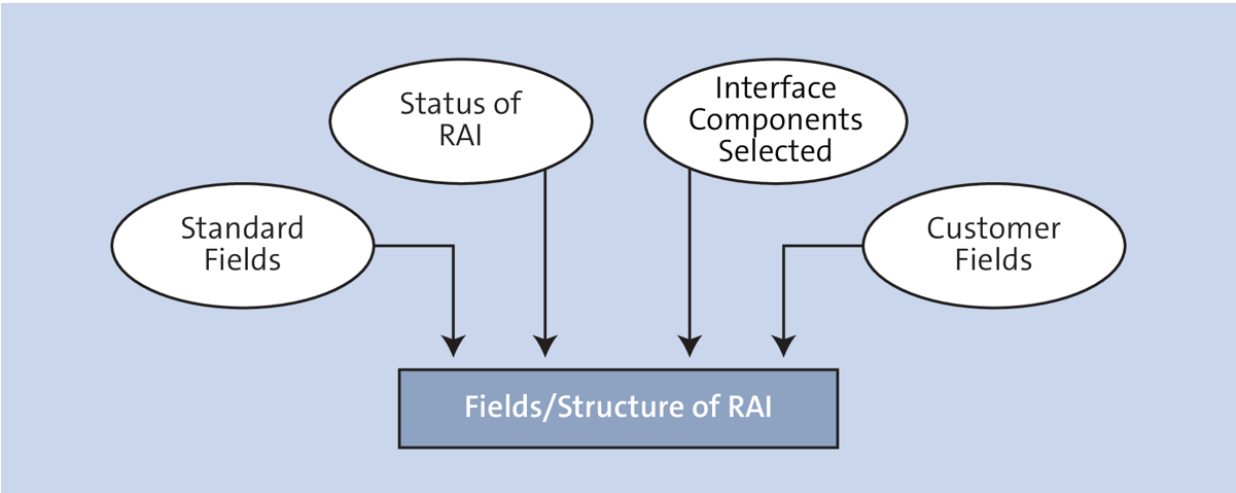 Status of
RAI
Interface
Components
Selected
Standard
Fields
Customer
Fields
Fields/Structure of RAI